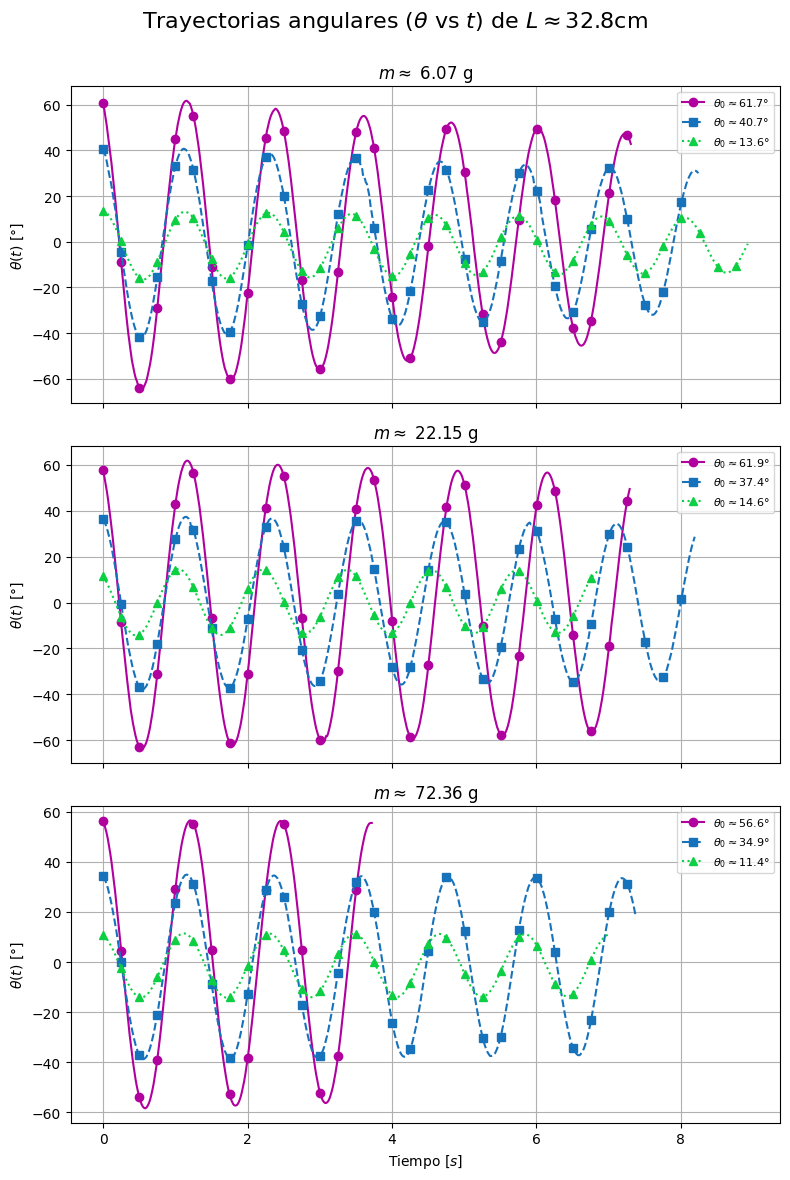 Trayectorias angulares (θ vs t) de L ≈ 32.8cm
m ≈ 6.07 g
θ₀ ≈ 61.7°
θ₀ ≈ 40.7°
θ₀ ≈ 13.6°
60
40
20
0
−20
−40
−60
θ(t) [°]
m ≈ 22.15 g
θ₀ ≈ 61.9°
θ₀ ≈ 37.4°
θ₀ ≈ 14.6°
60
40
20
0
−20
−40
−60
θ(t) [°]
m ≈ 72.36 g
θ₀ ≈ 56.6°
θ₀ ≈ 34.9°
θ₀ ≈ 11.4°
60
40
20
0
−20
−40
−60
θ(t) [°]
0 2 4 6 8
Tiempo [s]